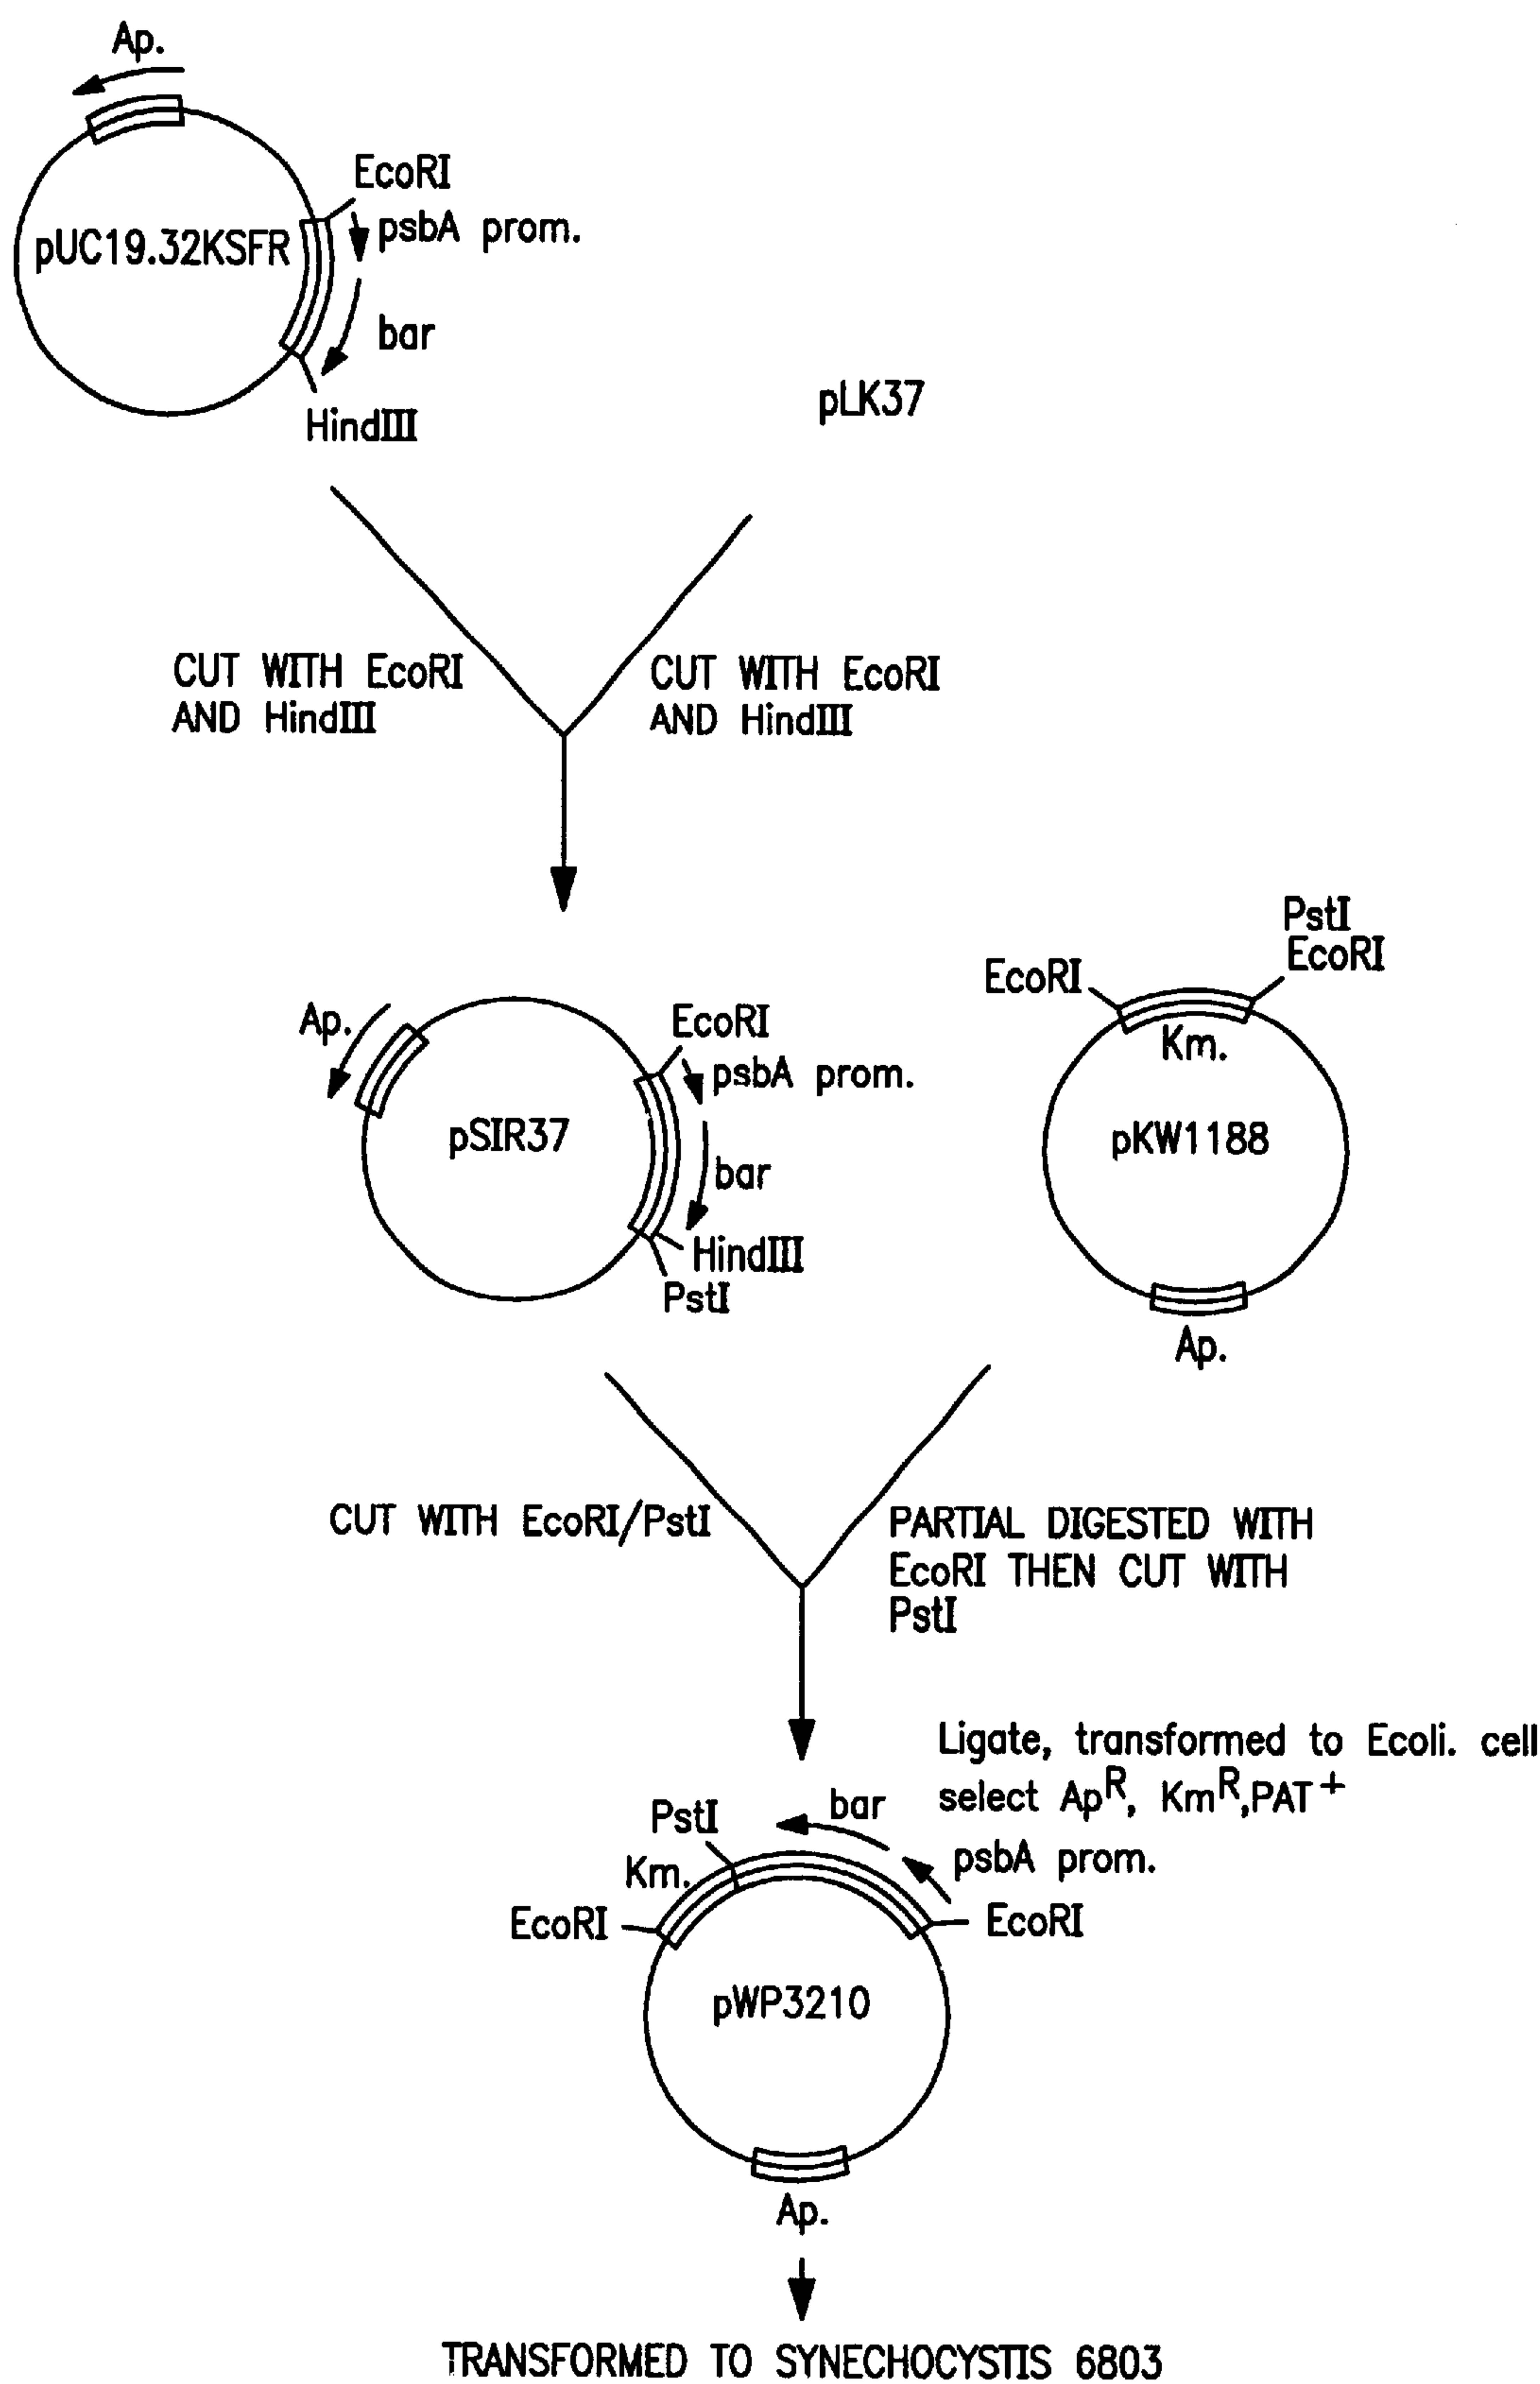 Ap.
EcoRI
psbA prom.
pUC19.32KSFR
bar
HindIII
pLK37
CUT WITH EcoRI
AND HindIII
CUT WITH EcoRI
AND HindIII
PstI
EcoRI
EcoRI
Km.
pKW1188
Ap.
Ap.
EcoRI
psbA prom.
pSIR37
bar
HindIII
PstI
CUT WITH EcoRI/PstI
PARTIAL DIGESTED WITH
EcoRI THEN CUT WITH
PstI
Ligate, transformed to Ecoli. cell
select ApR, KmR,PAT+
bar
PstI
psbA prom.
Km.
EcoRI
EcoRI
pWP3210
Ap.
TRANSFORMED TO SYNECHOCYSTIS 6803